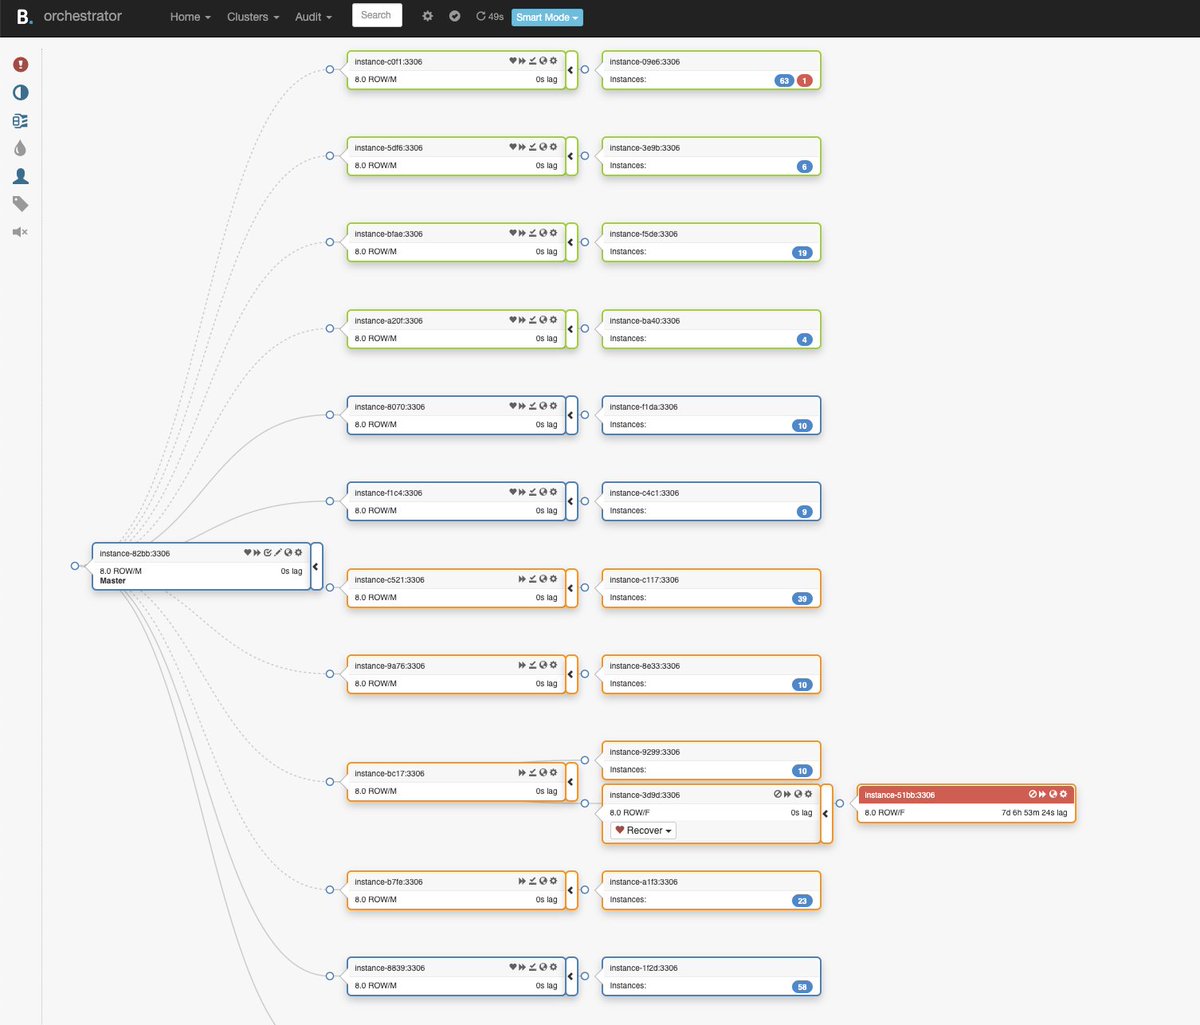 B. orchestrator Home Clusters Audit Search 49s Smart Mode
instance-c0f1:3306
8.0 ROW/M 0s lag
instance-09e6:3306
Instances: 63 1
instance-5df6:3306
8.0 ROW/M 0s lag
instance-3e9b:3306
Instances: 6
instance-bfae:3306
8.0 ROW/M 0s lag
instance-f5de:3306
Instances: 19
instance-a20f:3306
8.0 ROW/M 0s lag
instance-ba40:3306
Instances: 4
instance-8070:3306
8.0 ROW/M 0s lag
instance-f1da:3306
Instances: 10
instance-f1c4:3306
8.0 ROW/M 0s lag
instance-c4c1:3306
Instances: 9
instance-82bb:3306
8.0 ROW/M 0s lag
Master
instance-c521:3306
8.0 ROW/M 0s lag
instance-c117:3306
Instances: 39
instance-9a76:3306
8.0 ROW/M 0s lag
instance-8e33:3306
Instances: 10
instance-bc17:3306
8.0 ROW/M 0s lag
instance-9299:3306
Instances: 10
instance-3d9d:3306
8.0 ROW/F 0s lag
Recover
instance-51bb:3306
8.0 ROW/F 7d 6h 53m 24s lag
instance-b7fe:3306
8.0 ROW/M 0s lag
instance-a1f3:3306
Instances: 23
instance-8839:3306
8.0 ROW/M 0s lag
instance-1f2d:3306
Instances: 58